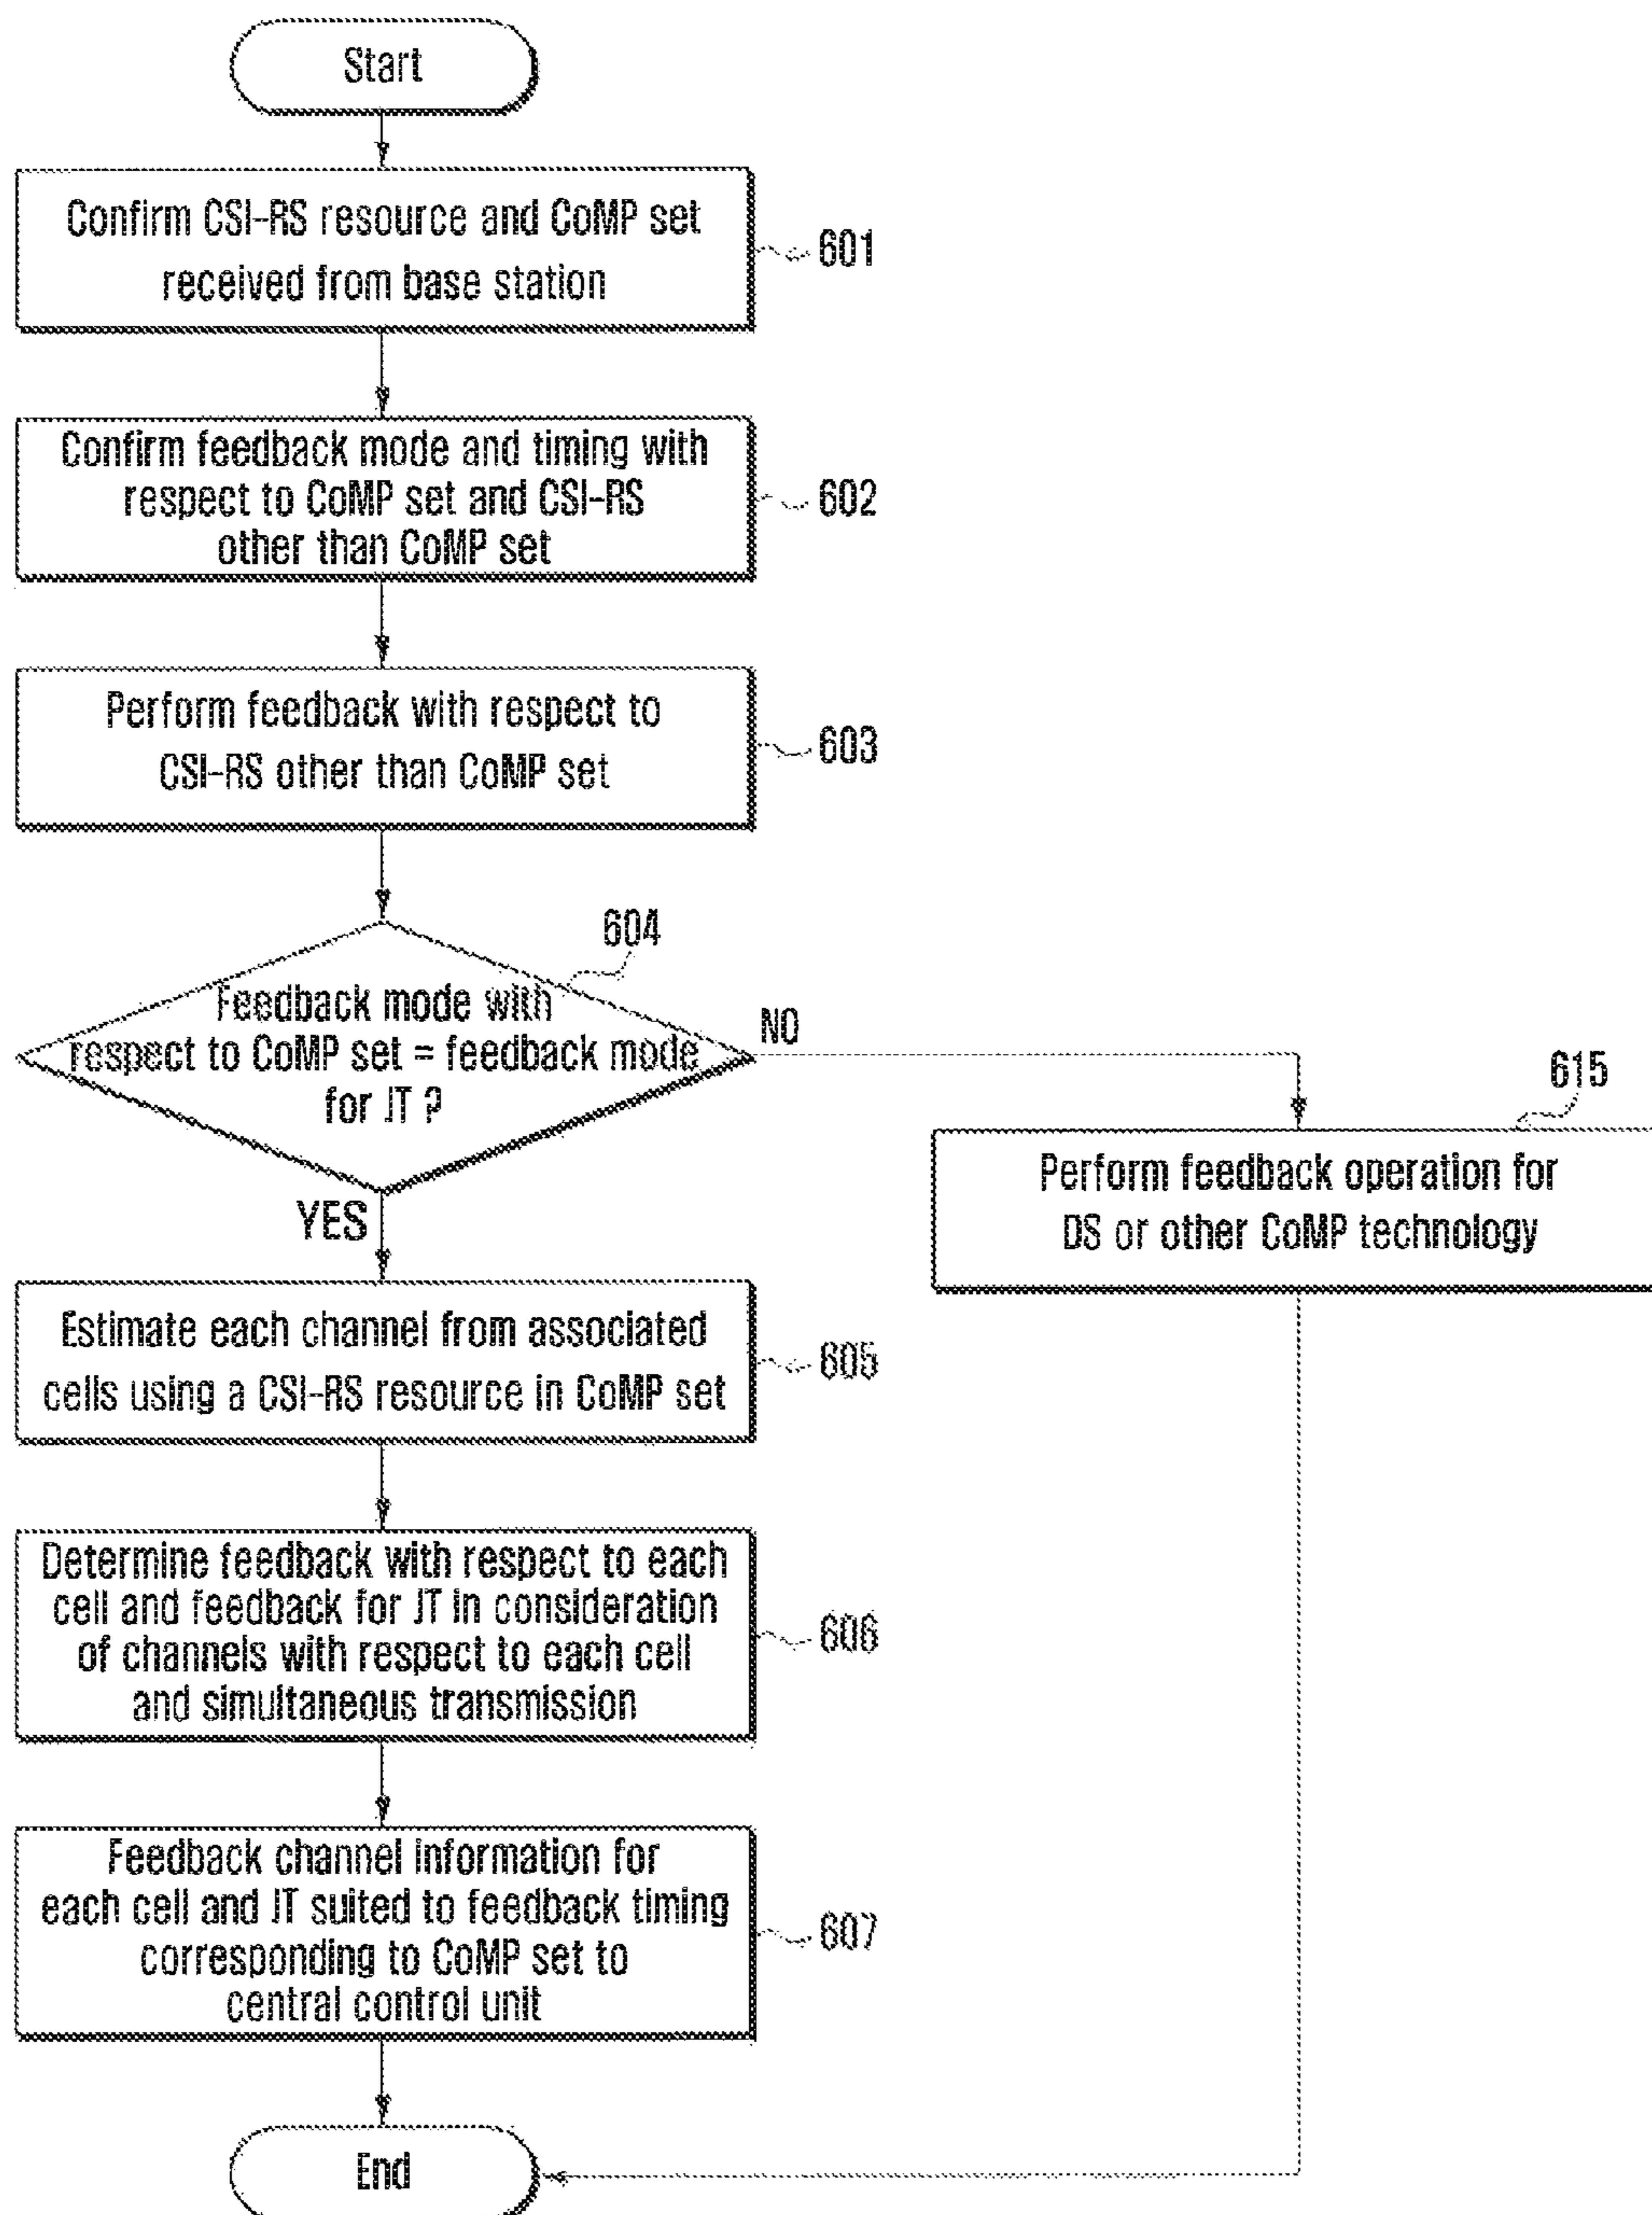 Start
Confirm CSI-RS resource and CoMP set
received from base station
601
Confirm feedback mode and timing with
respect to CoMP set and CSI-RS
other than CoMP set
602
Perform feedback with respect to
CSI-RS other than CoMP set
603
604
Feedback mode with
respect to CoMP set = feedback mode
for JT ?
NO
YES
615
Perform feedback operation for
DS or other CoMP technology
Estimate each channel from associated
cells using a CSI-RS resource in CoMP set
605
Determine feedback with respect to each
cell and feedback for JT in consideration
of channels with respect to each cell
and simultaneous transmission
606
Feedback channel information for
each cell and JT suited to feedback timing
corresponding to CoMP set to
central control unit
607
End